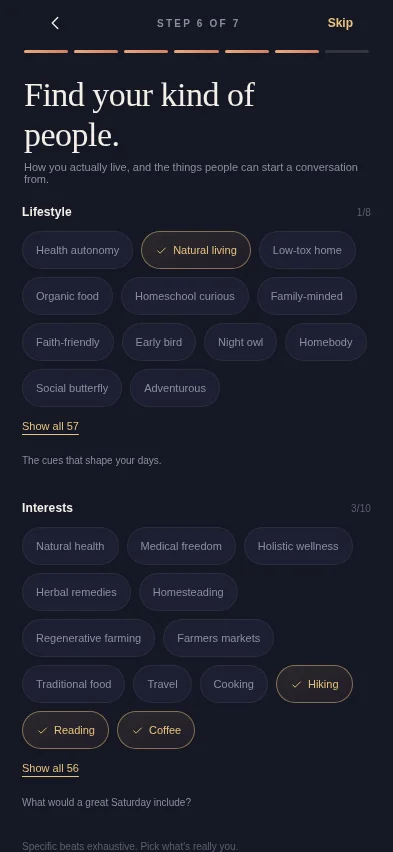 STEP 6 OF 7 Skip
Find your kind of
people.
How you actually live, and the things people can start a conversation
from.
Lifestyle 1/8
Health autonomy Natural living Low-tox home
Organic food Homeschool curious Family-minded
Faith-friendly Early bird Night owl Homebody
Social butterfly Adventurous
Show all 57
The cues that shape your days.
Interests 3/10
Natural health Medical freedom Holistic wellness
Herbal remedies Homesteading
Regenerative farming Farmers markets
Traditional food Travel Cooking Hiking
Reading Coffee
Show all 56
What would a great Saturday include?
Specific beats exhaustive. Pick what's really you.